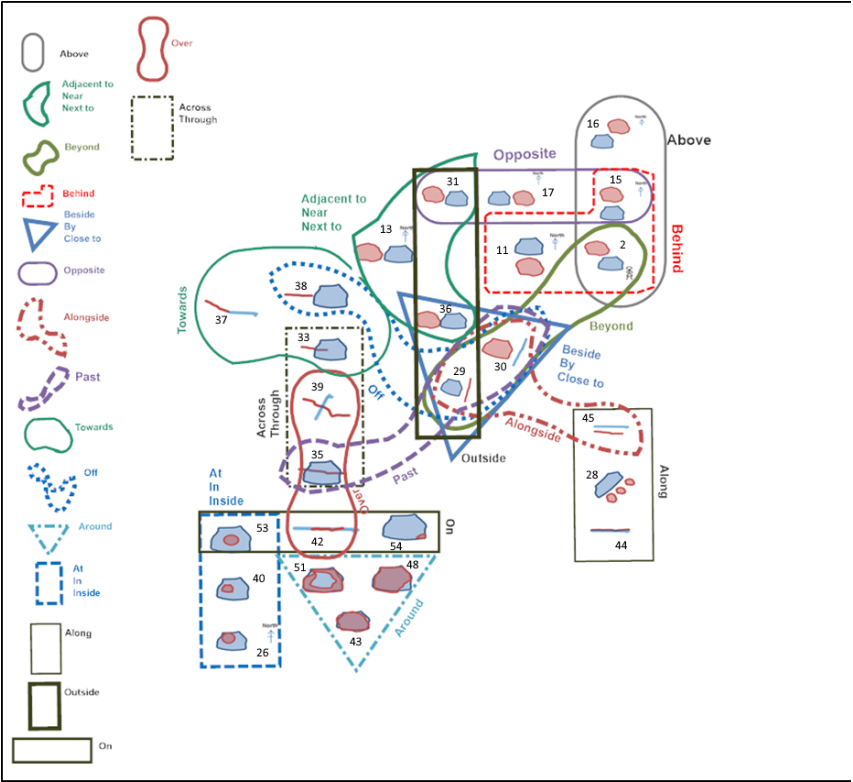 Above
Over
Adjacent to
Near
Next to
Across
Through
Beyond
Behind
Beside
By
Close to
Opposite
Alongside
Past
Towards
Off
Around
At
In
Inside
Along
Outside
On
16
North
Above
Opposite
31
North
17
15
North
Adjacent to
Near
Next to
13
North
11
North
2
Behind
38
Towards
37
36
Beyond
33
30
Beside
By
Close to
29
39
Off
Across
Through
Alongside
45
35
Past
Outside
28
Along
At
In
Inside
Over
53
42
54
On
44
51
48
40
Around
43
North
26